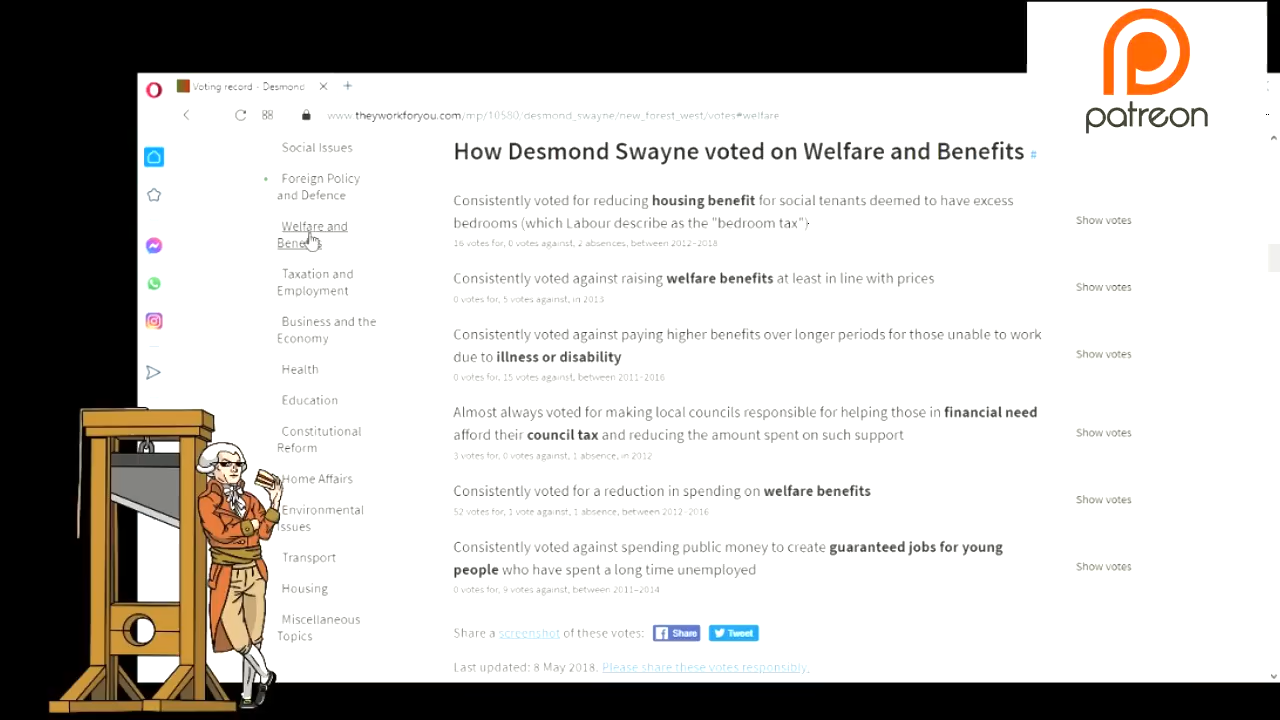 patreon
Voting record - Desmond
www.theyworkforyou.com/mp/10580/desmond_swayne/new_forest_west/votes#welfare
Social Issues
Foreign Policy
and Defence
Welfare and
Taxation and
Employment
Business and the
Economy
Health
Education
Constitutional
Reform
Home Affairs
Environmental
Issues
Transport
Housing
Miscellaneous
Topics
How Desmond Swayne voted on Welfare and Benefits #
Consistently voted for reducing housing benefit for social tenants deemed to have excess
bedrooms (which Labour describe as the "bedroom tax")
16 votes for, 0 votes against, 2 absences, between 2012–2018
Show votes
Consistently voted against raising welfare benefits at least in line with prices
0 votes for, 5 votes against, in 2013
Show votes
Consistently voted against paying higher benefits over longer periods for those unable to work
due to illness or disability
0 votes for, 15 votes against, between 2011–2016
Show votes
Almost always voted for making local councils responsible for helping those in financial need
afford their council tax and reducing the amount spent on such support
3 votes for, 0 votes against, 1 absence, in 2012
Show votes
Consistently voted for a reduction in spending on welfare benefits
52 votes for, 1 vote against, 1 absence, between 2012–2016
Show votes
Consistently voted against spending public money to create guaranteed jobs for young
people who have spent a long time unemployed
0 votes for, 9 votes against, between 2011–2014
Show votes
Share a screenshot of these votes: Share Tweet
Last updated: 8 May 2018. Please share these votes responsibly.